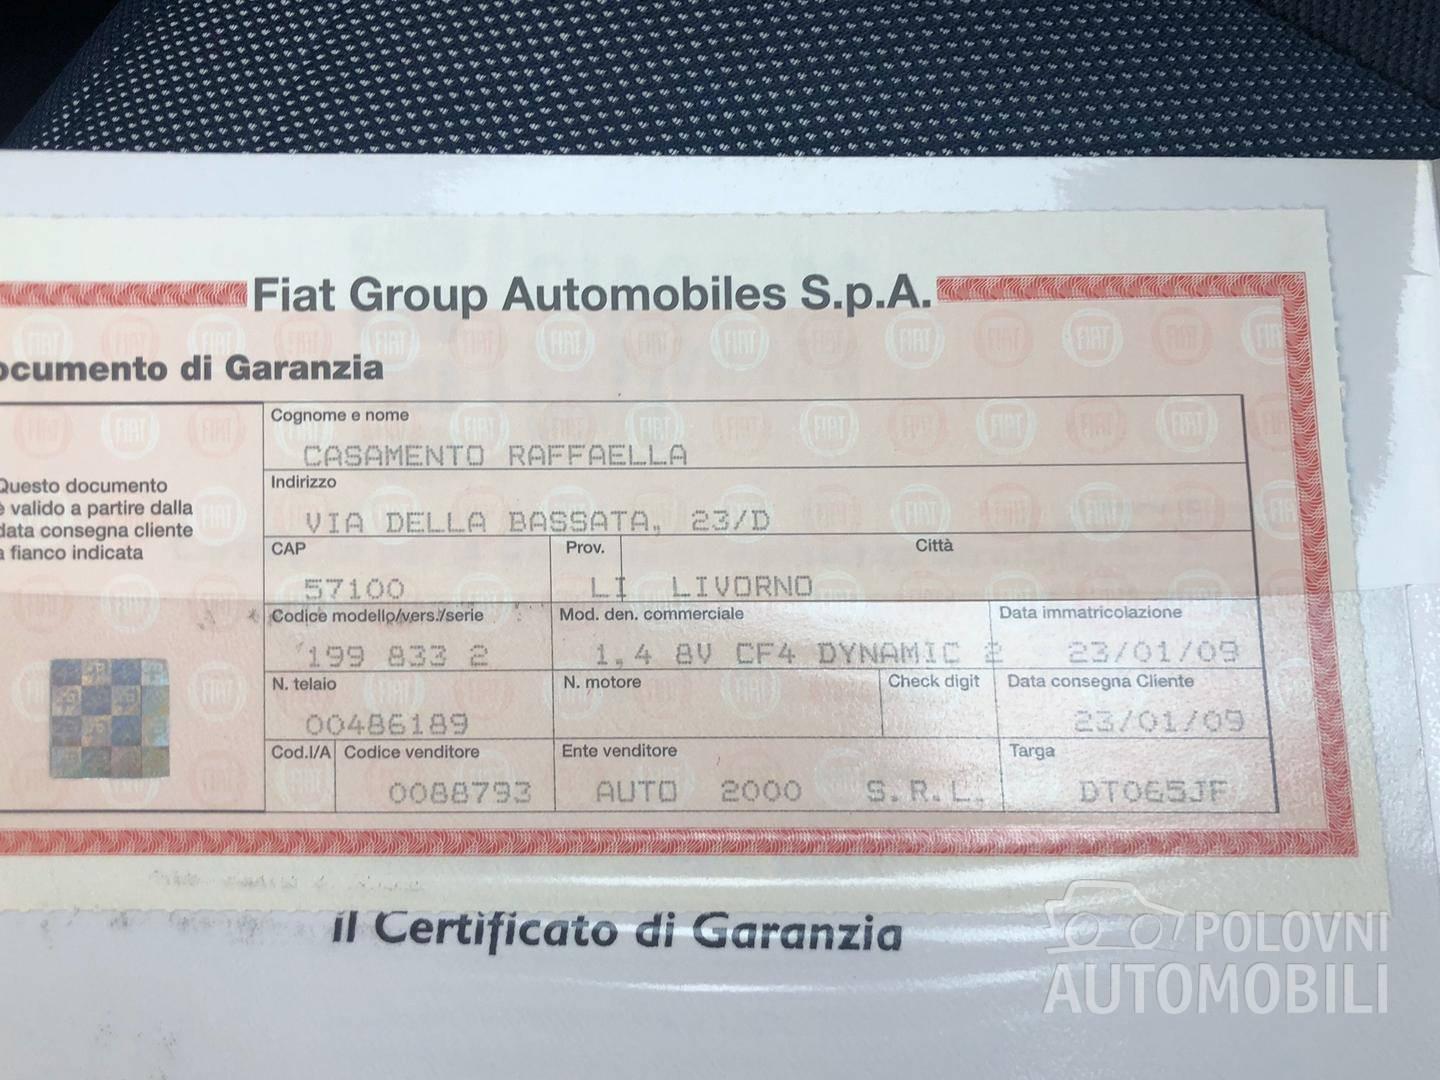 Fiat Group Automobiles S.p.A.
ocumento di Garanzia
Questo documento
è valido a partire dalla
data consegna cliente
a fianco indicata
Cognome e nome
CASAMENTO RAFFAELLA
Indirizzo
VIA DELLA BASSATA, 23/D
CAP Prov. Città
57100 LI LIVORNO
Codice modello/vers./serie Mod. den. commerciale Data immatricolazione
199 833 2 1,4 8V CF4 DYNAMIC 2 23/01/09
N. telaio N. motore Check digit Data consegna Cliente
00486189 23/01/09
Cod.I/A Codice venditore Ente venditore Targa
0088793 AUTO 2000 S.R.L. DT065JF
il Certificato di Garanzia
POLOVNI
AUTOMOBILI